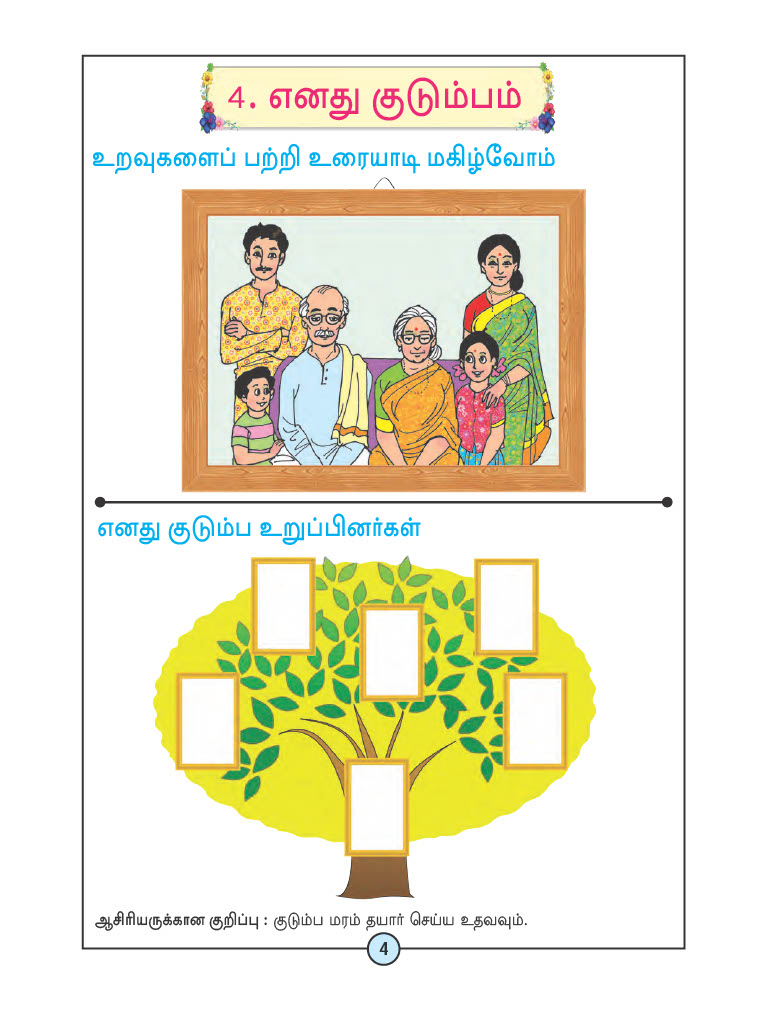 4. எனது குடும்பம்
உறவுகளைப் பற்றி உரையாடி மகிழ்வோம்
எனது குடும்ப உறுப்பினர்கள்
ஆசிரியருக்கான குறிப்பு : குடும்ப மரம் தயார் செய்ய உதவவும்.
4